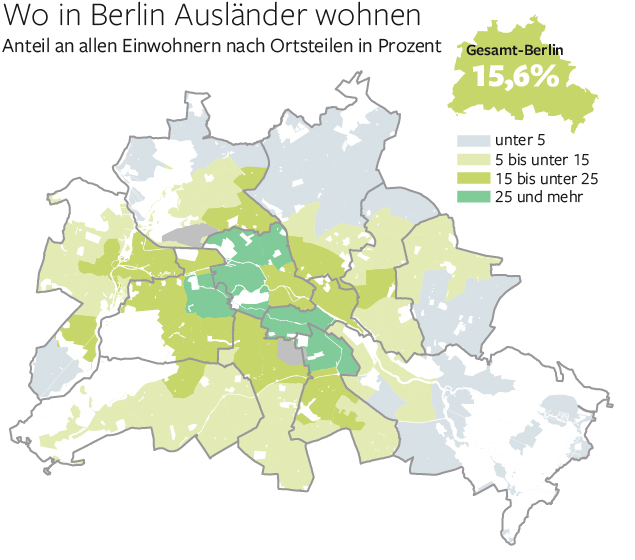 Wo in Berlin Ausländer wohnen
Anteil an allen Einwohnern nach Ortsteilen in Prozent
Gesamt-Berlin
15,6%
unter 5
5 bis unter 15
15 bis unter 25
25 und mehr